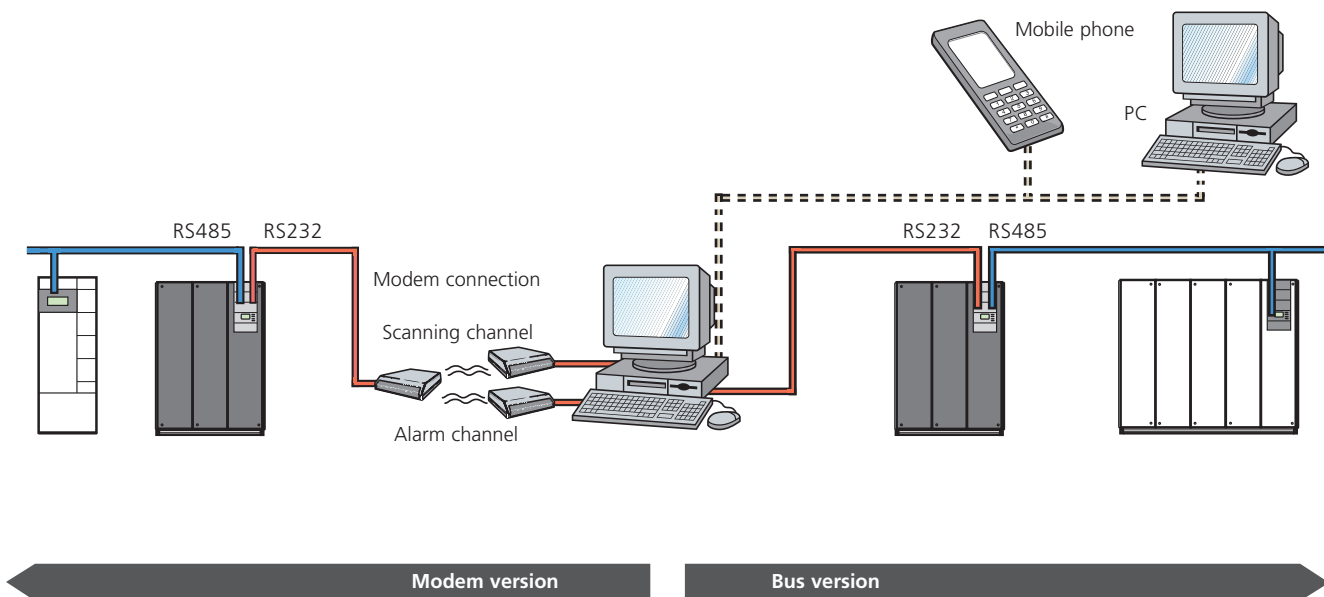 Mobile phone
PC
RS485 RS232
RS232 RS485
Modem connection
Scanning channel
Alarm channel
Modem version
Bus version